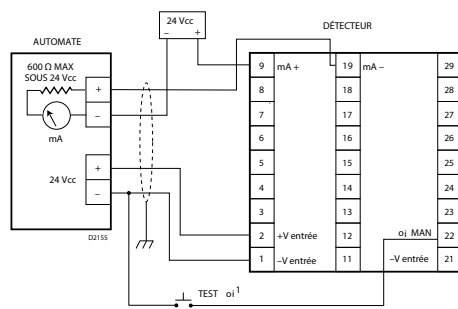 24 Vcc
– +
DÉTECTEUR
AUTOMATE
600 Ω MAX
SOUS 24 Vcc
+
–
mA
24 Vcc
+
–
D2155
9 mA + 19 mA – 29
8 18 28
7 17 27
6 16 26
5 15 25
4 14 24
3 13 23
2 +V entrée 12 oi MAN 22
1 –V entrée 11 –V entrée 21
TEST oi 1